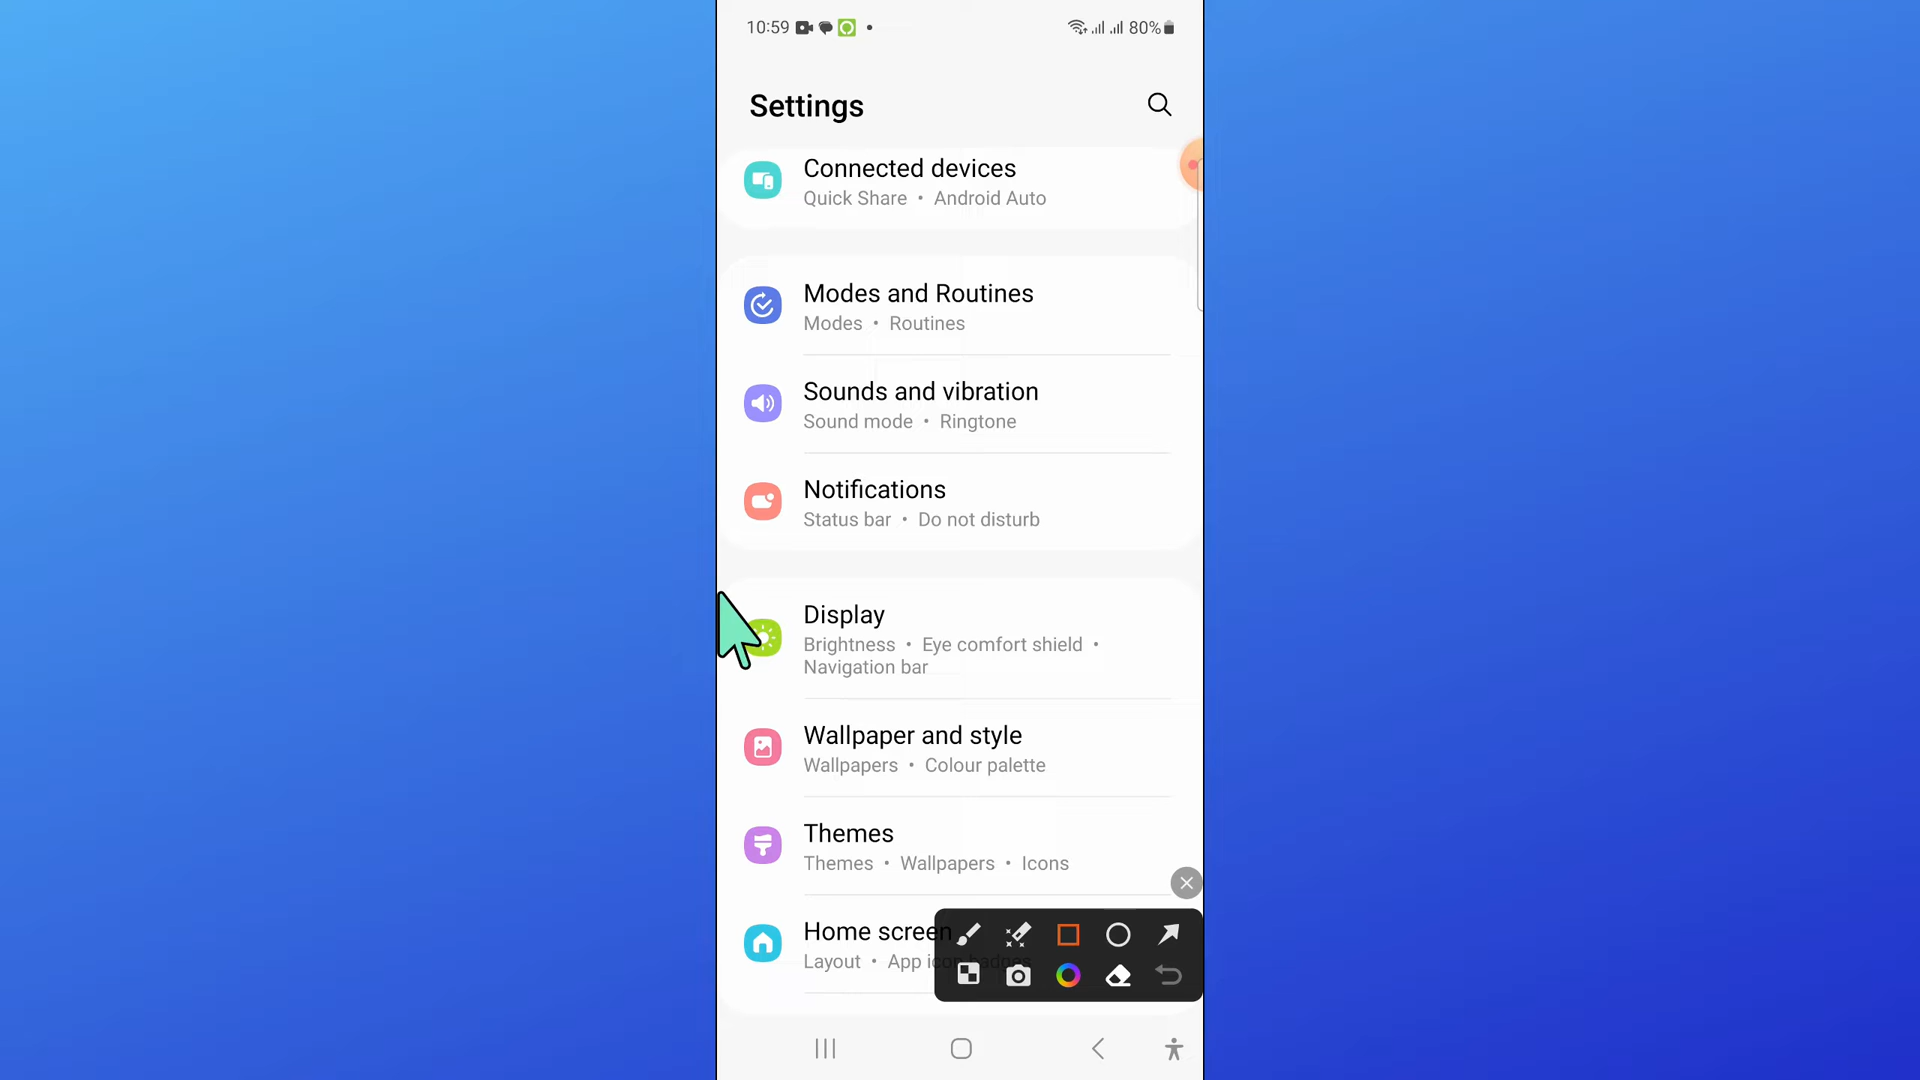 10:59 80%
Settings
Connected devices
Quick Share • Android Auto
Modes and Routines
Modes • Routines
Sounds and vibration
Sound mode • Ringtone
Notifications
Status bar • Do not disturb
Display
Brightness • Eye comfort shield •
Navigation bar
Wallpaper and style
Wallpapers • Colour palette
Themes
Themes • Wallpapers • Icons
Home screen
Layout • App icon badges